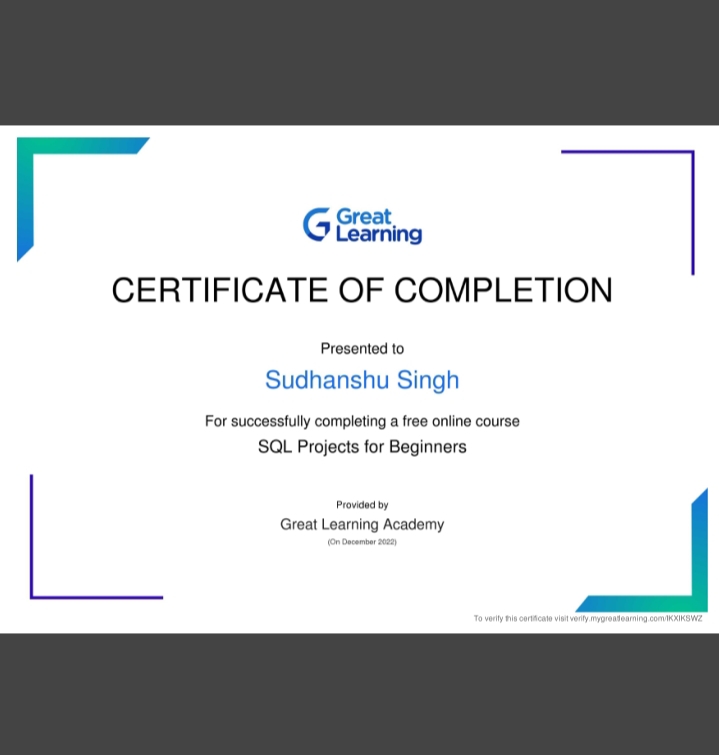 Great
Learning
CERTIFICATE OF COMPLETION
Presented to
Sudhanshu Singh
For successfully completing a free online course
SQL Projects for Beginners
Provided by
Great Learning Academy
(On December 2022)
To verify this certificate visit verify.mygreatlearning.com/IKXIKSWZ